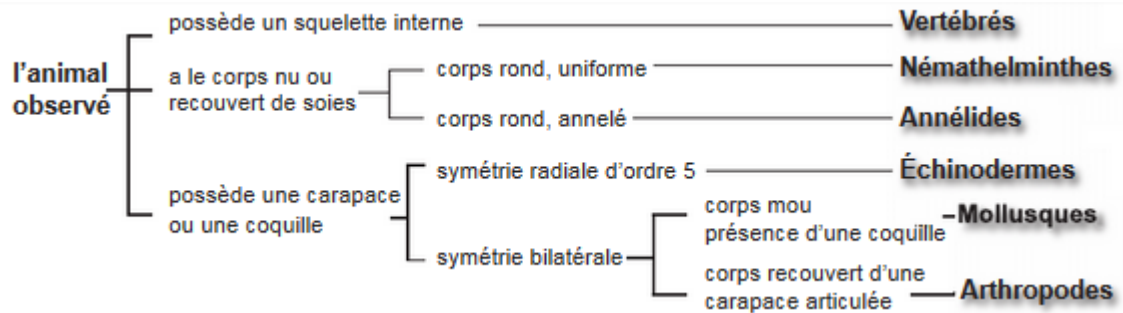 possède un squelette interne
Vertébrés
l'animal
observé
a le corps nu ou
recouvert de soies
corps rond, uniforme
Némathelminthes
corps rond, annelé
Annélides
possède une carapace
ou une coquille
symétrie radiale d'ordre 5
Échinodermes
symétrie bilatérale
corps mou
présence d'une coquille
Mollusques
corps recouvert d'une
carapace articulée
Arthropodes